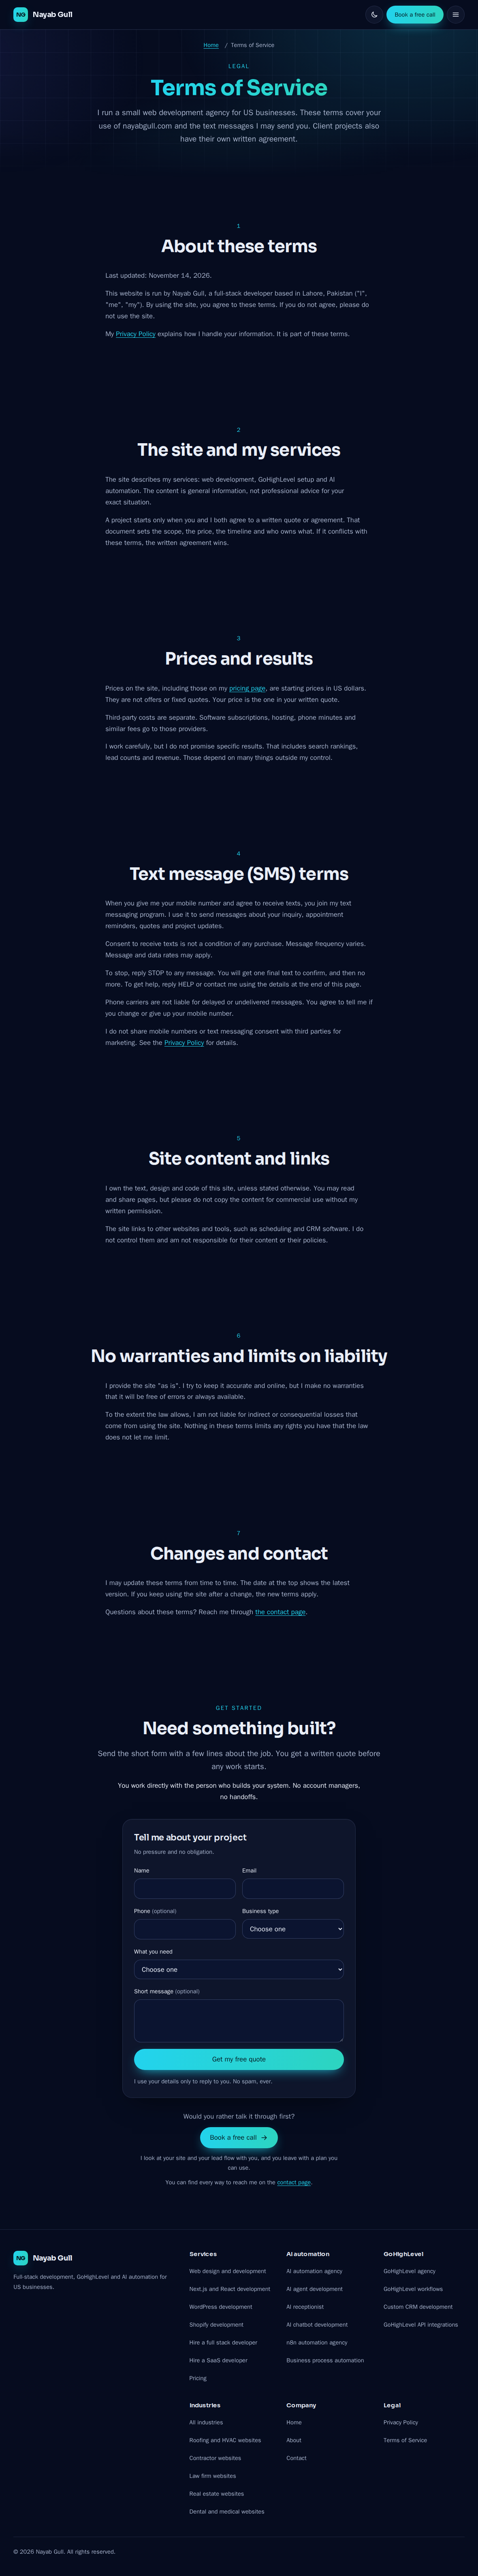 NG Nayab Gull
Book a free call
Home / Terms of Service
LEGAL
Terms of Service
I run a small web development agency for US businesses. These terms cover your
use of nayabgull.com and the text messages I may send you. Client projects also
have their own written agreement.
1
About these terms
Last updated: November 14, 2026.
This website is run by Nayab Gull, a full-stack developer based in Lahore, Pakistan ("I",
"me", "my"). By using the site, you agree to these terms. If you do not agree, please do
not use the site.
My Privacy Policy explains how I handle your information. It is part of these terms.
2
The site and my services
The site describes my services: web development, GoHighLevel setup and AI
automation. The content is general information, not professional advice for your
exact situation.
A project starts only when you and I both agree to a written quote or agreement. That
document sets the scope, the price, the timeline and who owns what. If it conflicts with
these terms, the written agreement wins.
3
Prices and results
Prices on the site, including those on my pricing page, are starting prices in US dollars.
They are not offers or fixed quotes. Your price is the one in your written quote.
Third-party costs are separate. Software subscriptions, hosting, phone minutes and
similar fees go to those providers.
I work carefully, but I do not promise specific results. That includes search rankings,
lead counts and revenue. Those depend on many things outside my control.
4
Text message (SMS) terms
When you give me your mobile number and agree to receive texts, you join my text
messaging program. I use it to send messages about your inquiry, appointment
reminders, quotes and project updates.
Consent to receive texts is not a condition of any purchase. Message frequency varies.
Message and data rates may apply.
To stop, reply STOP to any message. You will get one final text to confirm, and then no
more. To get help, reply HELP or contact me using the details at the end of this page.
Phone carriers are not liable for delayed or undelivered messages. You agree to tell me if
you change or give up your mobile number.
I do not share mobile numbers or text messaging consent with third parties for
marketing. See the Privacy Policy for details.
5
Site content and links
I own the text, design and code of this site, unless stated otherwise. You may read
and share pages, but please do not copy the content for commercial use without my
written permission.
The site links to other websites and tools, such as scheduling and CRM software. I do
not control them and am not responsible for their content or their policies.
6
No warranties and limits on liability
I provide the site "as is". I try to keep it accurate and online, but I make no warranties
that it will be free of errors or always available.
To the extent the law allows, I am not liable for indirect or consequential losses that
come from using the site. Nothing in these terms limits any rights you have that the law
does not let me limit.
7
Changes and contact
I may update these terms from time to time. The date at the top shows the latest
version. If you keep using the site after a change, the new terms apply.
Questions about these terms? Reach me through the contact page.
GET STARTED
Need something built?
Send the short form with a few lines about the job. You get a written quote before
any work starts.
You work directly with the person who builds your system. No account managers,
no handoffs.
Tell me about your project
No pressure and no obligation.
Name Email
Phone (optional) Business type
Choose one
What you need
Choose one
Short message (optional)
Get my free quote
I use your details only to reply to you. No spam, ever.
Would you rather talk it through first?
Book a free call →
I look at your site and your lead flow with you, and you leave with a plan you
can use.
You can find every way to reach me on the contact page.
NG Nayab Gull
Full-stack development, GoHighLevel and AI automation for
US businesses.
Services
Web design and development
Next.js and React development
WordPress development
Shopify development
Hire a full stack developer
Hire a SaaS developer
Pricing
AI automation
AI automation agency
AI agent development
AI receptionist
AI chatbot development
n8n automation agency
Business process automation
GoHighLevel
GoHighLevel agency
GoHighLevel workflows
Custom CRM development
GoHighLevel API integrations
Industries
All industries
Roofing and HVAC websites
Contractor websites
Law firm websites
Real estate websites
Dental and medical websites
Company
Home
About
Contact
Legal
Privacy Policy
Terms of Service
© 2026 Nayab Gull. All rights reserved.